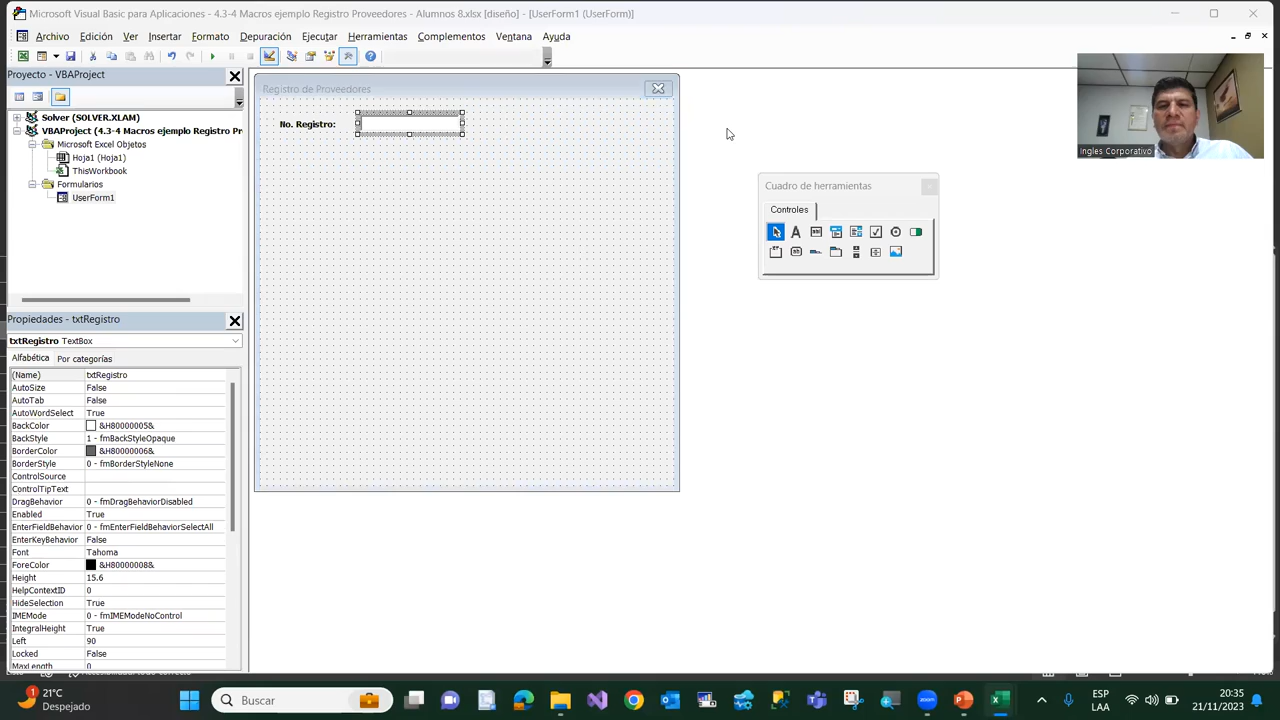 Microsoft Visual Basic para Aplicaciones - 4.3-4 Macros ejemplo Registro Proveedores - Alumnos 8.xlsx [diseño] - [UserForm1 (UserForm)]
Archivo Edición Ver Insertar Formato Depuración Ejecutar Herramientas Complementos Ventana Ayuda
Proyecto - VBAProject
Solver (SOLVER.XLAM)
VBAProject (4.3-4 Macros ejemplo Registro Pr
Microsoft Excel Objetos
Hoja1 (Hoja1)
ThisWorkbook
Formularios
UserForm1
Propiedades - txtRegistro
txtRegistro TextBox
Alfabética Por categorías
(Name) txtRegistro
AutoSize False
AutoTab False
AutoWordSelect True
BackColor &H80000005&
BackStyle 1 - fmBackStyleOpaque
BorderColor &H80000006&
BorderStyle 0 - fmBorderStyleNone
ControlSource
ControlTipText
DragBehavior 0 - fmDragBehaviorDisabled
Enabled True
EnterFieldBehavior 0 - fmEnterFieldBehaviorSelectAll
EnterKeyBehavior False
Font Tahoma
ForeColor &H80000008&
Height 15.6
HelpContextID 0
HideSelection True
IMEMode 0 - fmIMEModeNoControl
IntegralHeight True
Left 90
Locked False
MaxLength 0
Registro de Proveedores
No. Registro:
Cuadro de herramientas
Controles
A
Ingles Corporativo
21°C
Despejado
Buscar
ESP
LAA
20:35
21/11/2023